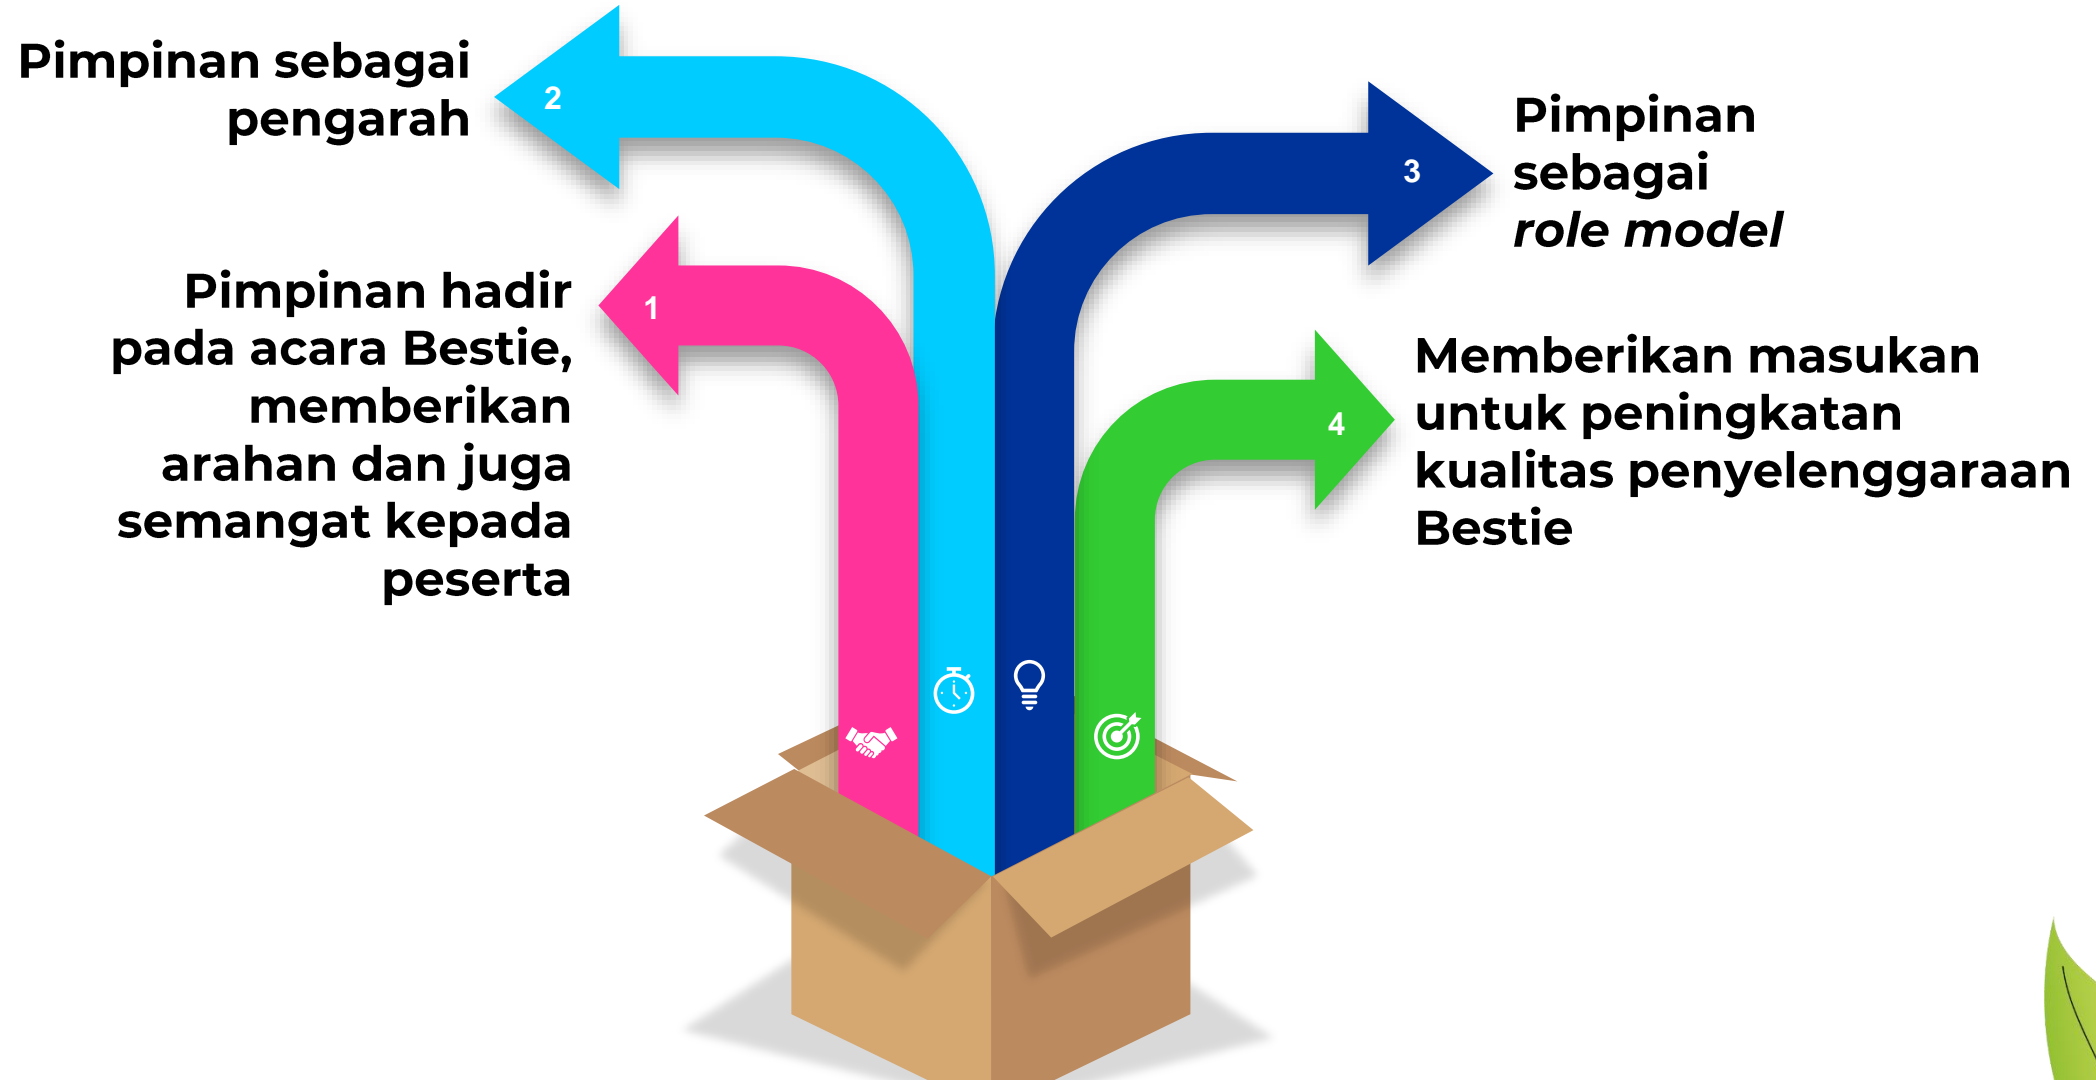 Pimpinan sebagai
pengarah
2
Pimpinan hadir
pada acara Bestie,
memberikan
arahan dan juga
semangat kepada
peserta
1
3
Pimpinan
sebagai
role model
4
Memberikan masukan
untuk peningkatan
kualitas penyelenggaraan
Bestie